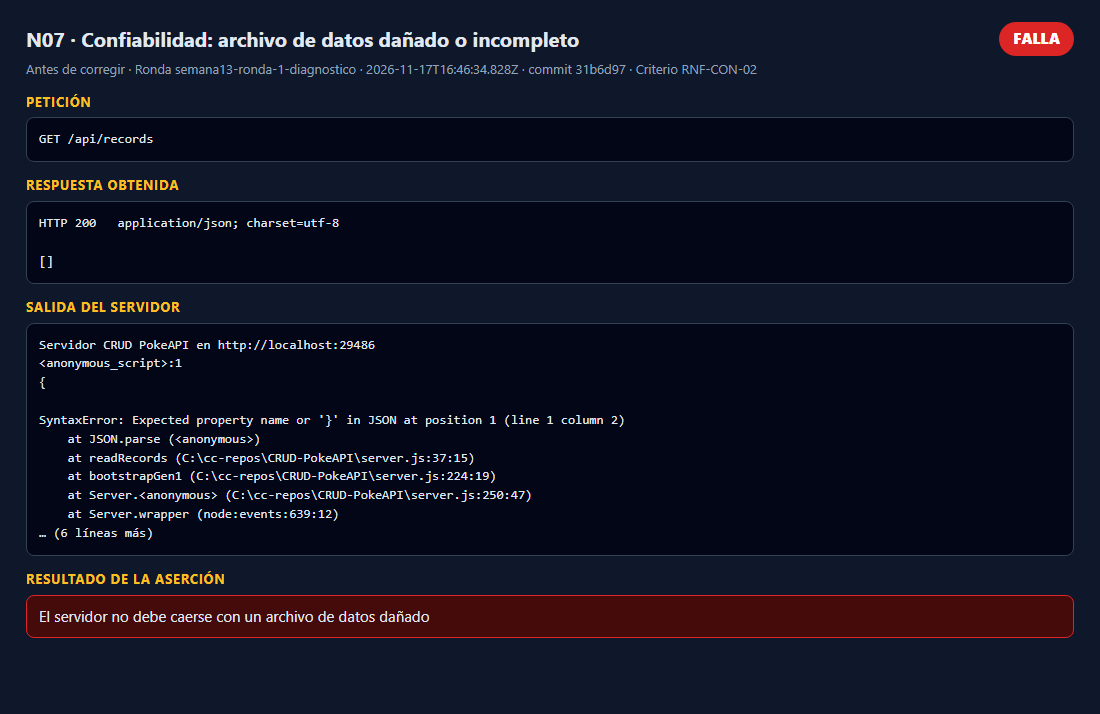 N07 · Confiabilidad: archivo de datos dañado o incompleto
FALLA
Antes de corregir · Ronda semana13-ronda-1-diagnostico · 2026-11-17T16:46:34.828Z · commit 31b6d97 · Criterio RNF-CON-02
PETICIÓN
GET /api/records
RESPUESTA OBTENIDA
HTTP 200   application/json; charset=utf-8
[]
SALIDA DEL SERVIDOR
Servidor CRUD PokeAPI en http://localhost:29486
<anonymous_script>:1
{
SyntaxError: Expected property name or '}' in JSON at position 1 (line 1 column 2)
    at JSON.parse (<anonymous>)
    at readRecords (C:\cc-repos\CRUD-PokeAPI\server.js:37:15)
    at bootstrapGen1 (C:\cc-repos\CRUD-PokeAPI\server.js:224:19)
    at Server.<anonymous> (C:\cc-repos\CRUD-PokeAPI\server.js:250:47)
    at Server.wrapper (node:events:639:12)
… (6 líneas más)
RESULTADO DE LA ASERCIÓN
El servidor no debe caerse con un archivo de datos dañado